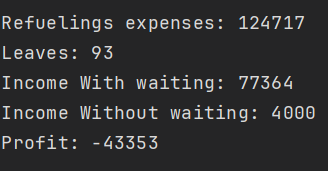 Refuelings expenses: 124717
Leaves: 93
Income With waiting: 77364
Income Without waiting: 4000
Profit: -43353